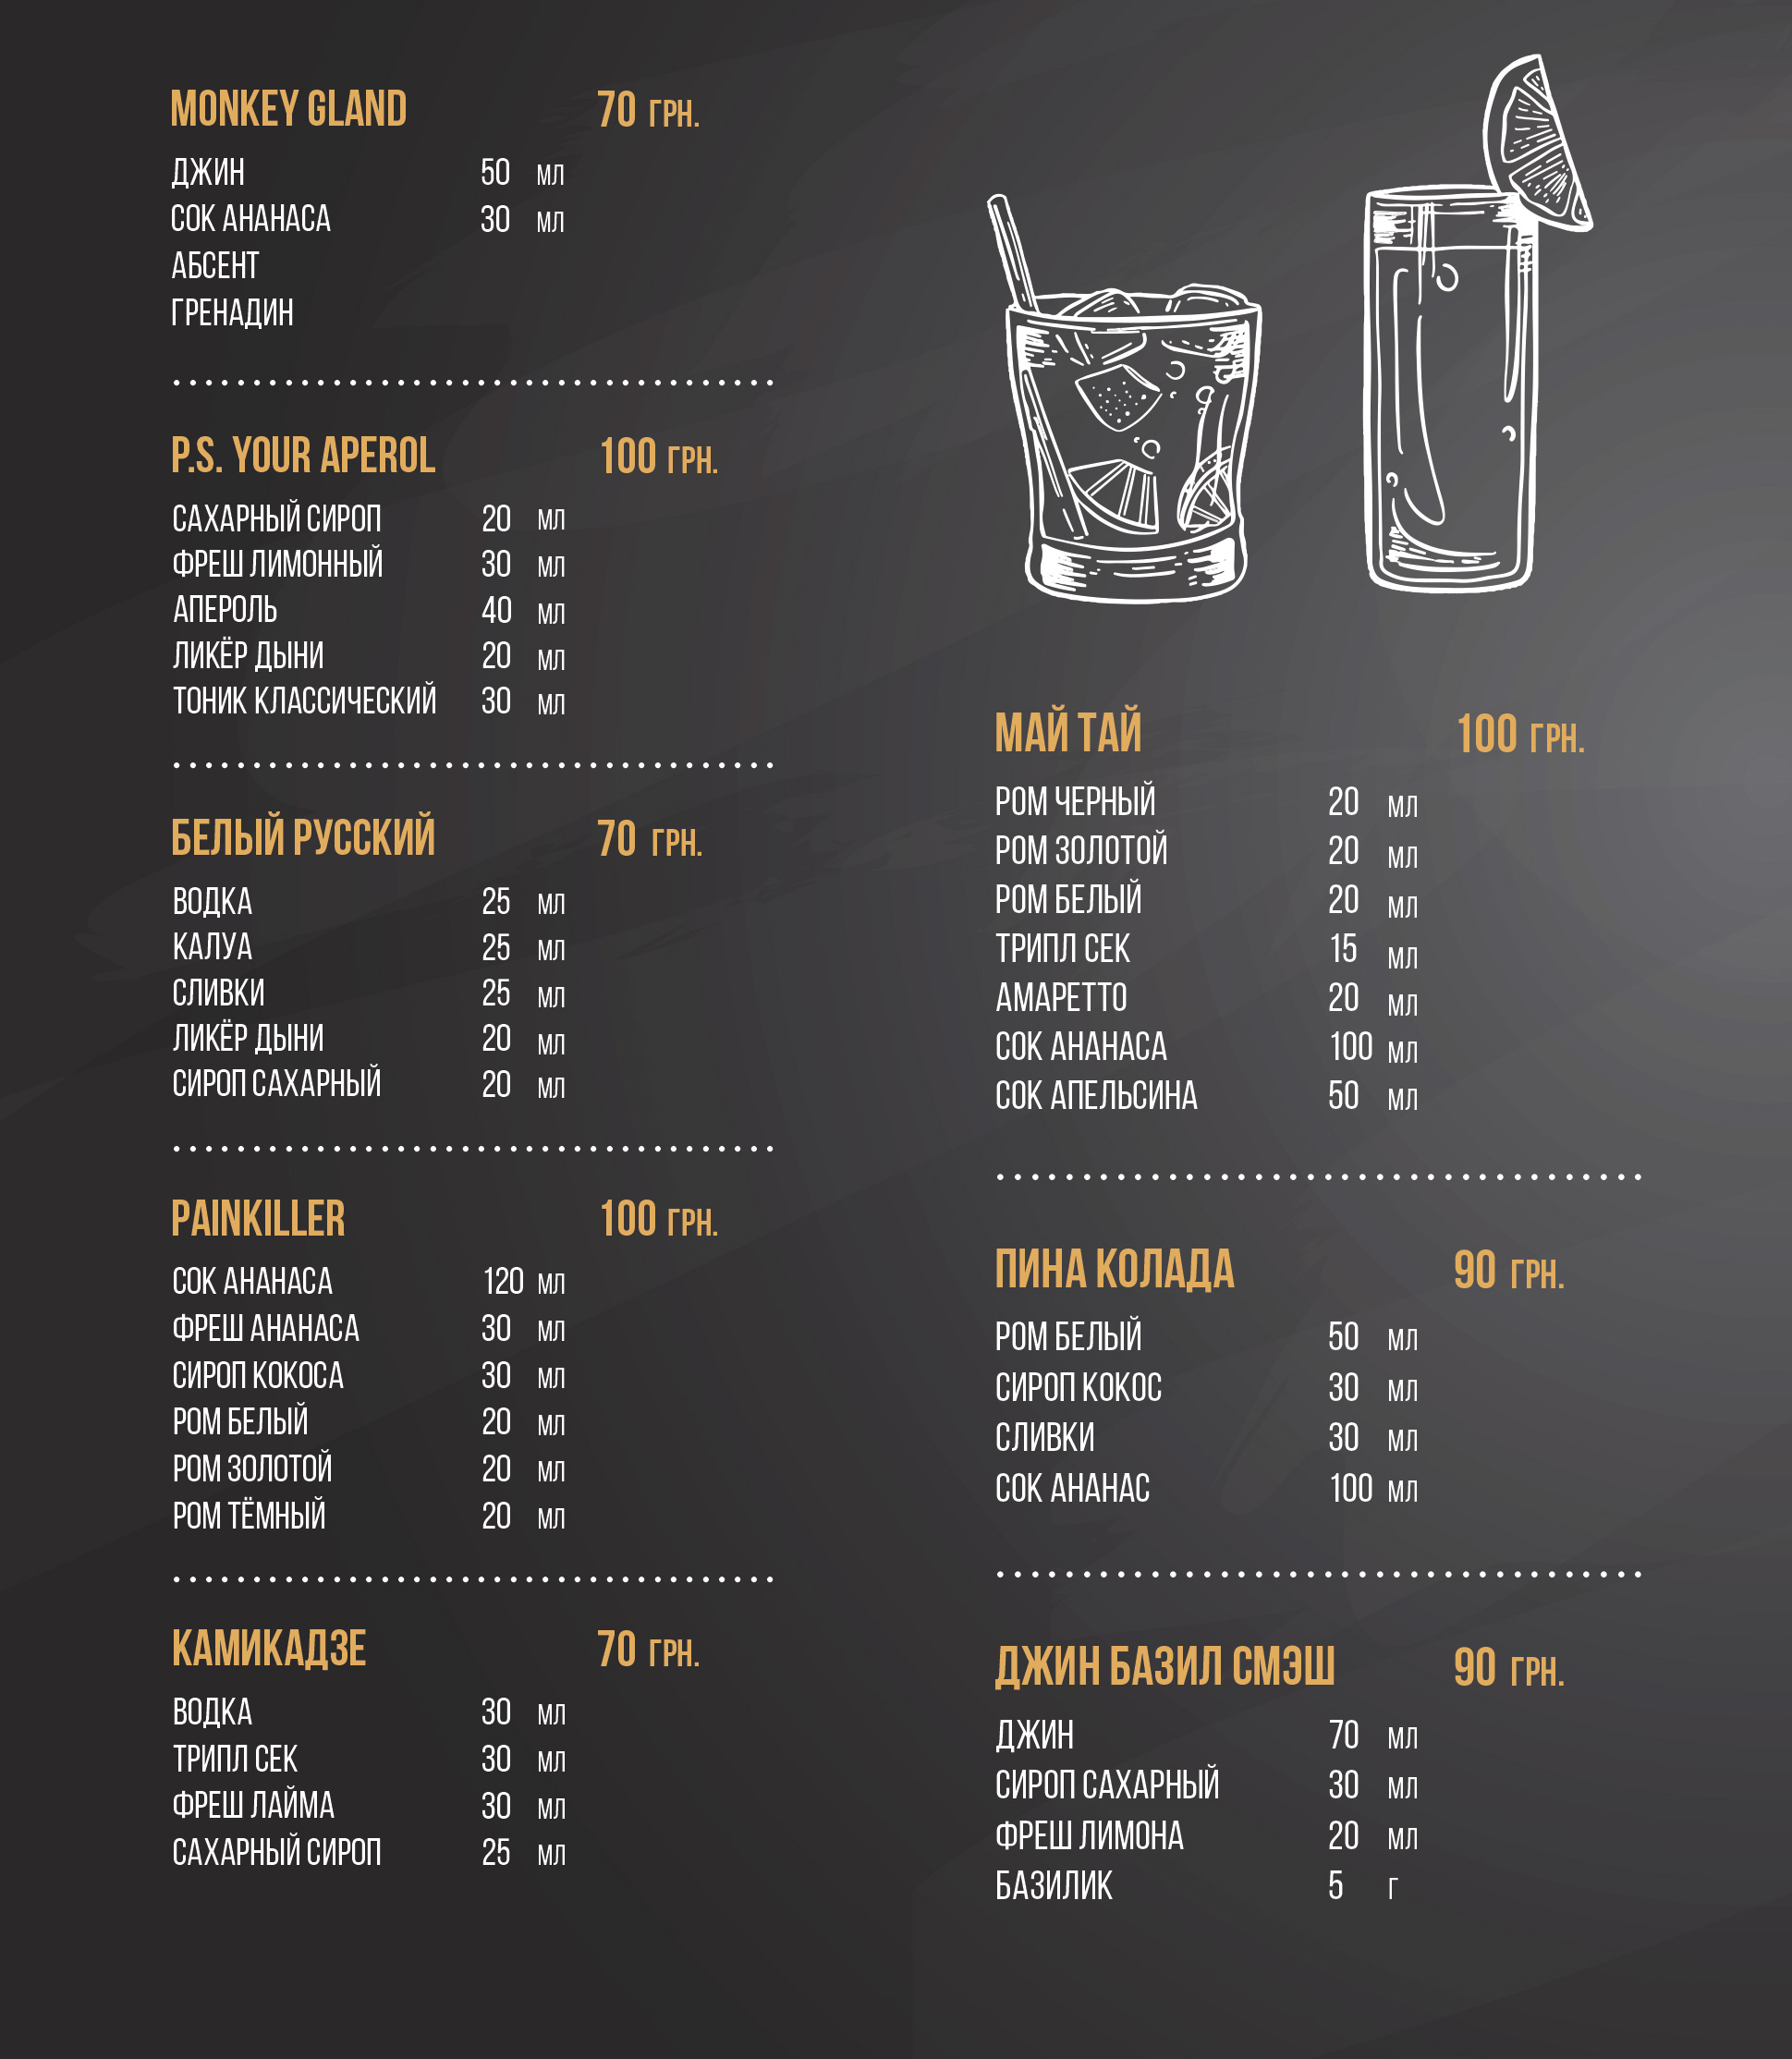 MONKEY GLAND 70 ГРН.
ДЖИН 50 МЛ
СОК АНАНАСА 30 МЛ
АБСЕНТ
ГРЕНАДИН
P.S. YOUR APEROL 100 ГРН.
САХАРНЫЙ СИРОП 20 МЛ
ФРЕШ ЛИМОННЫЙ 30 МЛ
АПЕРОЛЬ 40 МЛ
ЛИКЁР ДЫНИ 20 МЛ
ТОНИК КЛАССИЧЕСКИЙ 30 МЛ
БЕЛЫЙ РУССКИЙ 70 ГРН.
ВОДКА 25 МЛ
КАЛУА 25 МЛ
СЛИВКИ 25 МЛ
ЛИКЁР ДЫНИ 20 МЛ
СИРОП САХАРНЫЙ 20 МЛ
PAINKILLER 100 ГРН.
СОК АНАНАСА 120 МЛ
ФРЕШ АНАНАСА 30 МЛ
СИРОП КОКОСА 30 МЛ
РОМ БЕЛЫЙ 20 МЛ
РОМ ЗОЛОТОЙ 20 МЛ
РОМ ТЁМНЫЙ 20 МЛ
КАМИКАДЗЕ 70 ГРН.
ВОДКА 30 МЛ
ТРИПЛ СЕК 30 МЛ
ФРЕШ ЛАЙМА 30 МЛ
САХАРНЫЙ СИРОП 25 МЛ
МАЙ ТАЙ 100 ГРН.
РОМ ЧЕРНЫЙ 20 МЛ
РОМ ЗОЛОТОЙ 20 МЛ
РОМ БЕЛЫЙ 20 МЛ
ТРИПЛ СЕК 15 МЛ
АМАРЕТТО 20 МЛ
СОК АНАНАСА 100 МЛ
СОК АПЕЛЬСИНА 50 МЛ
ПИНА КОЛАДА 90 ГРН.
РОМ БЕЛЫЙ 50 МЛ
СИРОП КОКОС 30 МЛ
СЛИВКИ 30 МЛ
СОК АНАНАС 100 МЛ
ДЖИН БАЗИЛ СМЭШ 90 ГРН.
ДЖИН 70 МЛ
СИРОП САХАРНЫЙ 30 МЛ
ФРЕШ ЛИМОНА 20 МЛ
БАЗИЛИК 5 Г